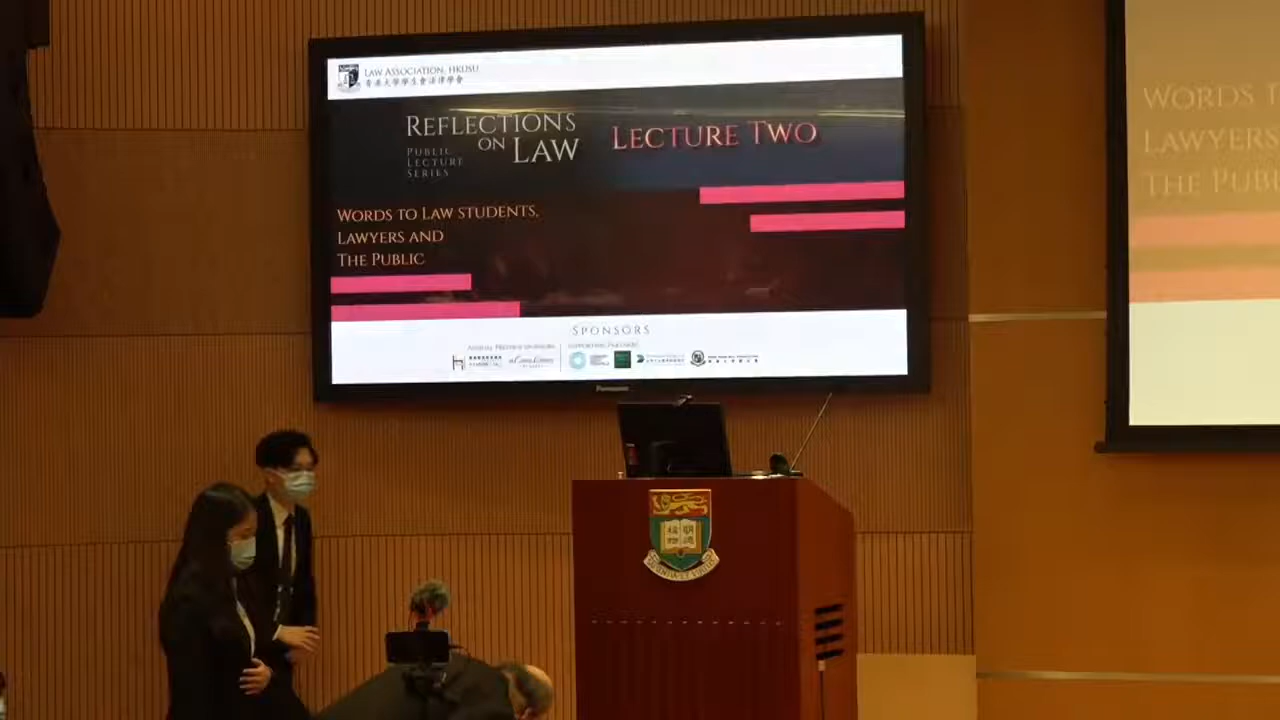 LAW ASSOCIATION, HKUSU
香港大學學生會法律學會
REFLECTIONS
ON LAW
PUBLIC
LECTURE
SERIES
LECTURE TWO
WORDS TO LAW STUDENTS,
LAWYERS AND
THE PUBLIC
SPONSORS
Panasonic
WORDS T
LAWYERS
THE PUBL